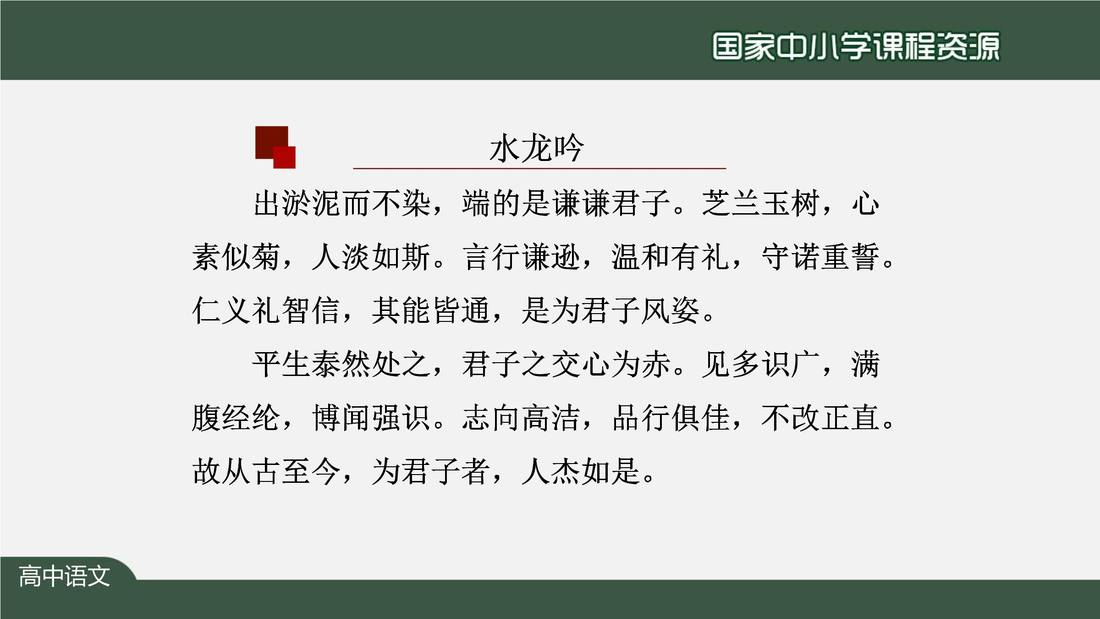 国家中小学课程资源
水龙吟
出淤泥而不染，端的是谦谦君子。芝兰玉树，心
素似菊，人淡如斯。言行谦逊，温和有礼，守诺重誓。
仁义礼智信，其能皆通，是为君子风姿。
平生泰然处之，君子之交心为赤。见多识广，满
腹经纶，博闻强识。志向高洁，品行俱佳，不改正直。
故从古至今，为君子者，人杰如是。
高中语文